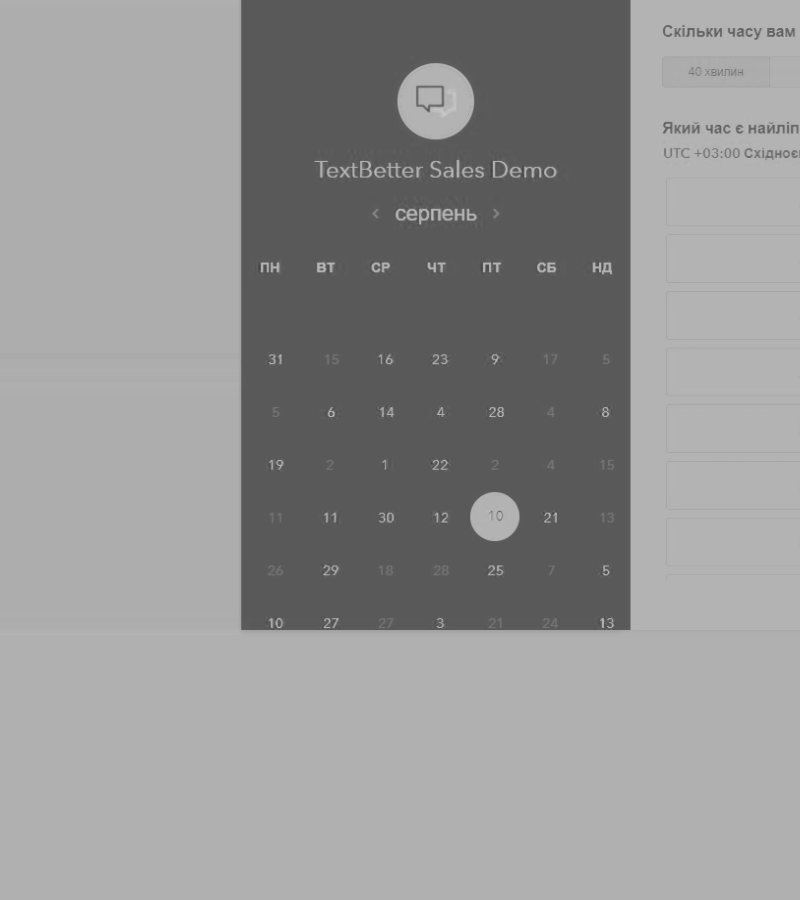 TextBetter Sales Demo
серпень
ПН ВТ СР ЧТ ПТ СБ НД
31 15 16 23 9 17 5
5 6 14 4 28 4 8
19 2 1 22 2 4 15
11 11 30 12 10 21 13
26 29 18 28 25 7 5
10 27 27 3 21 24 13
Скільки часу вам
40 хвилин
Який час є найліп
UTC +03:00 Східноє